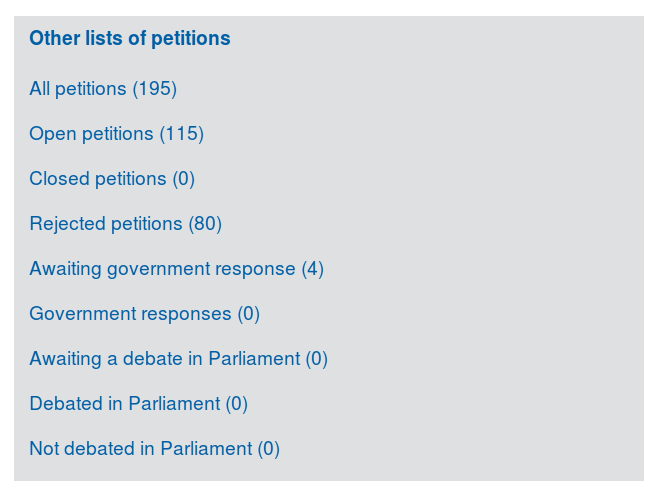 Other lists of petitions
All petitions (195)
Open petitions (115)
Closed petitions (0)
Rejected petitions (80)
Awaiting government response (4)
Government responses (0)
Awaiting a debate in Parliament (0)
Debated in Parliament (0)
Not debated in Parliament (0)